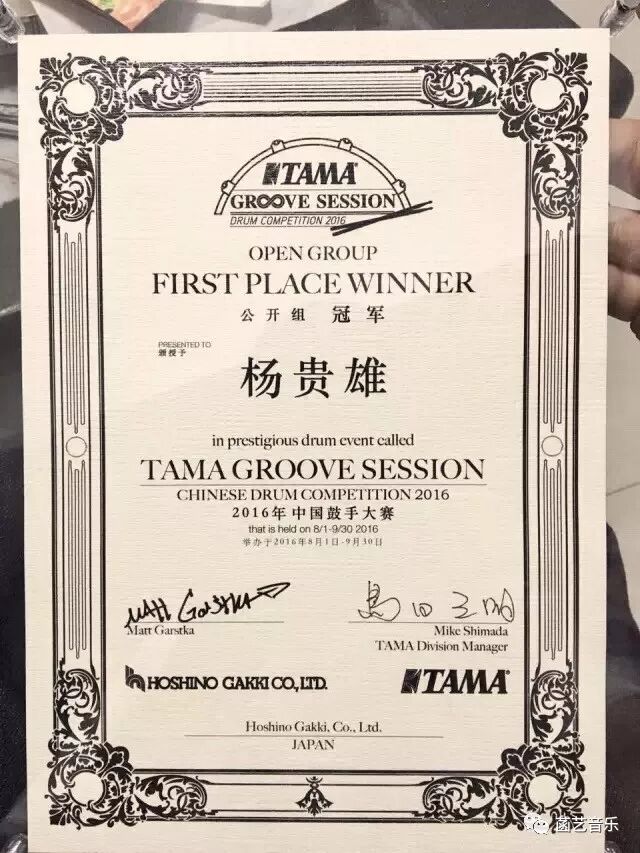 TAMA
GROOVE SESSION
DRUM COMPETITION 2016
OPEN GROUP
FIRST PLACE WINNER
公开组 冠军
PRESENTED TO
颁授予
杨贵雄
in prestigious drum event called
TAMA GROOVE SESSION
CHINESE DRUM COMPETITION 2016
2016年中国鼓手大赛
that is held on 8/1-9/30 2016
举办于2016年8月1日-9月30日
Matt Garstka
Matt Garstka
Mike Shimada
TAMA Division Manager
HOSHINO GAKKI CO., LTD.
TAMA
Hoshino Gakki, Co., Ltd.
JAPAN
卤艺音乐